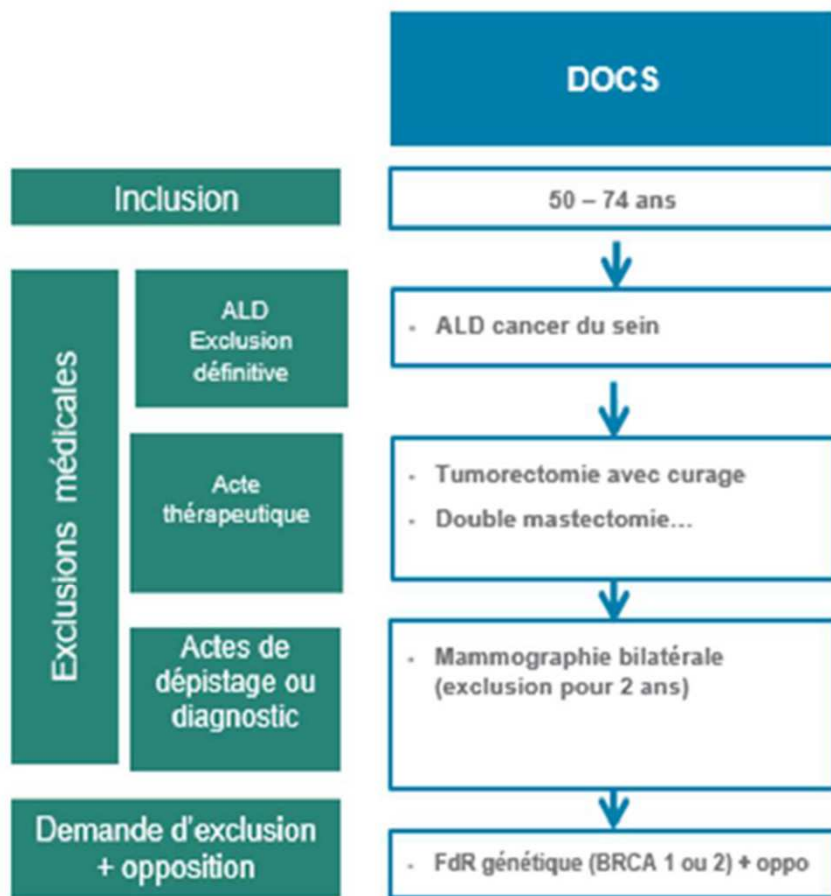 DOCS
Inclusion
50 – 74 ans
Exclusions médicales
ALD
Exclusion
définitive
- ALD cancer du sein
Acte
thérapeutique
- Tumorectomie avec curage
- Double mastectomie...
Actes de
dépistage ou
diagnostic
- Mammographie bilatérale
(exclusion pour 2 ans)
Demande d'exclusion
+ opposition
- FdR génétique (BRCA 1 ou 2) + oppo